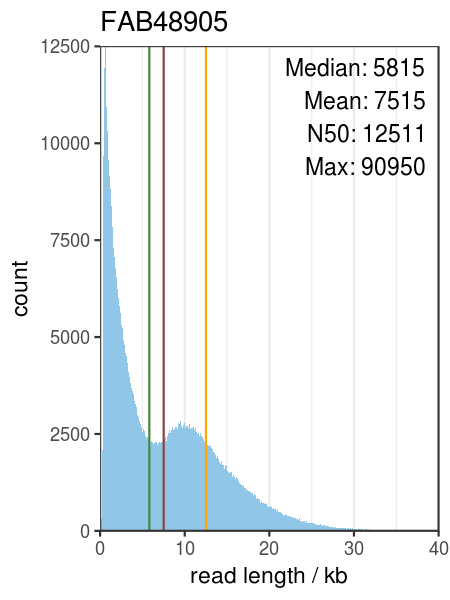 FAB48905
12500
10000
7500
5000
2500
0
count
Median: 5815
Mean: 7515
N50: 12511
Max: 90950
0 10 20 30 40
read length / kb